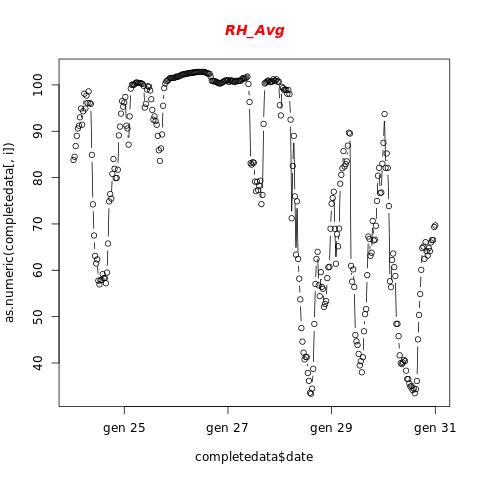 RH_Avg
as.numeric(completedata[, i])
100
90
80
70
60
50
40
gen 25 gen 27 gen 29 gen 31
completedata$date